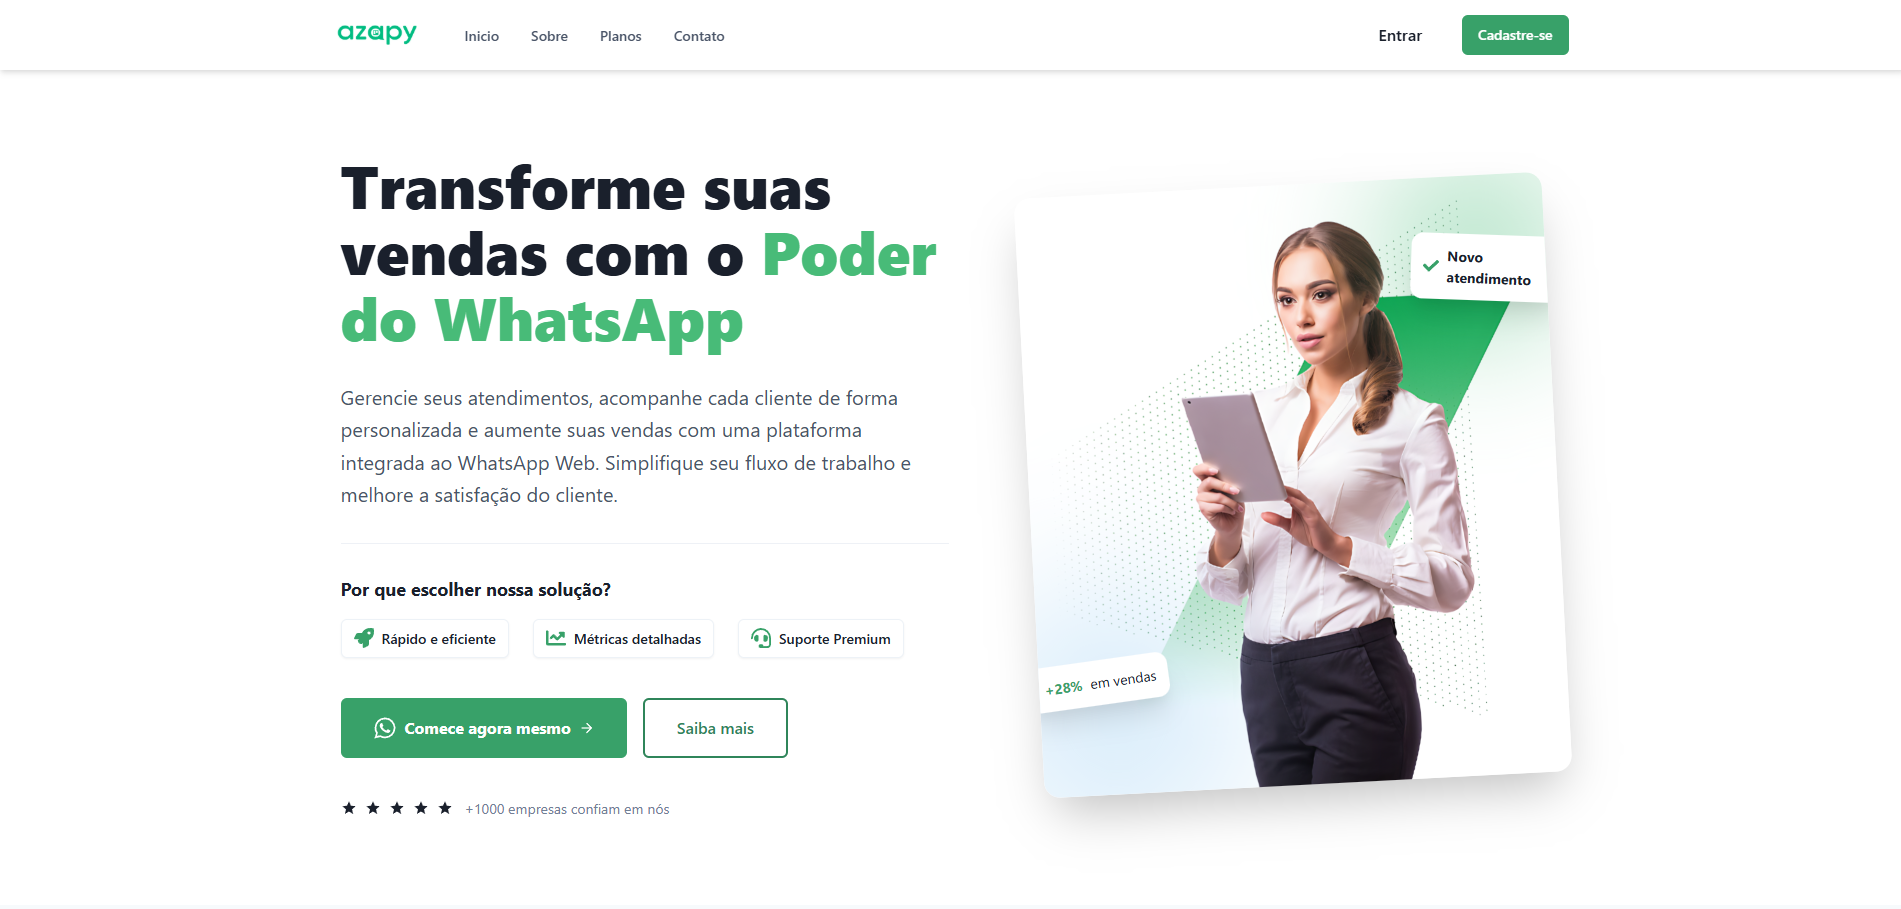 azapy
Inicio
Sobre
Planos
Contato
Entrar
Cadastre-se
Transforme suas
vendas com o Poder
do WhatsApp
Gerencie seus atendimentos, acompanhe cada cliente de forma
personalizada e aumente suas vendas com uma plataforma
integrada ao WhatsApp Web. Simplifique seu fluxo de trabalho e
melhore a satisfação do cliente.
Por que escolher nossa solução?
Rápido e eficiente
Métricas detalhadas
Suporte Premium
Comece agora mesmo →
Saiba mais
★ ★ ★ ★ ★ +1000 empresas confiam em nós
Novo
atendimento
+28% em vendas